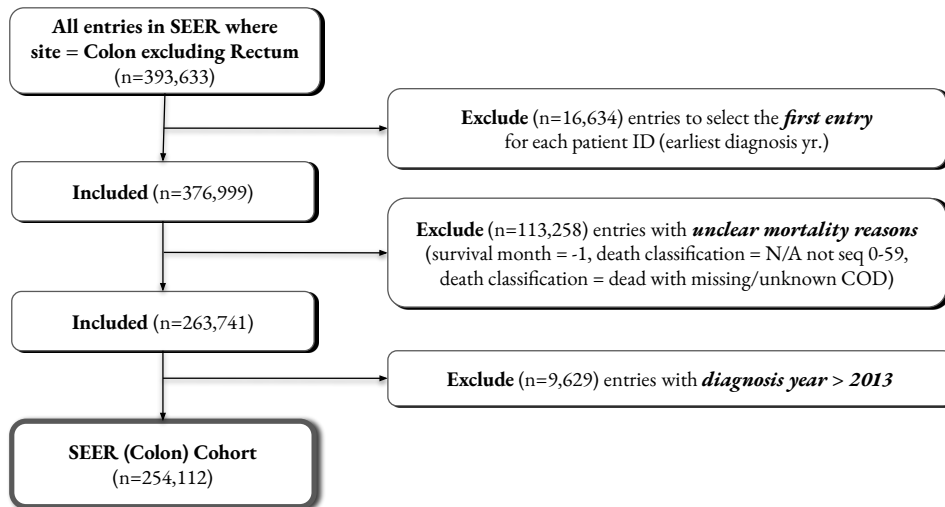 All entries in SEER where
site = Colon excluding Rectum
(n=393,633)
Exclude (n=16,634) entries to select the first entry
for each patient ID (earliest diagnosis yr.)
Included (n=376,999)
Exclude (n=113,258) entries with unclear mortality reasons
(survival month = -1, death classification = N/A not seq 0-59,
death classification = dead with missing/unknown COD)
Included (n=263,741)
Exclude (n=9,629) entries with diagnosis year > 2013
SEER (Colon) Cohort
(n=254,112)